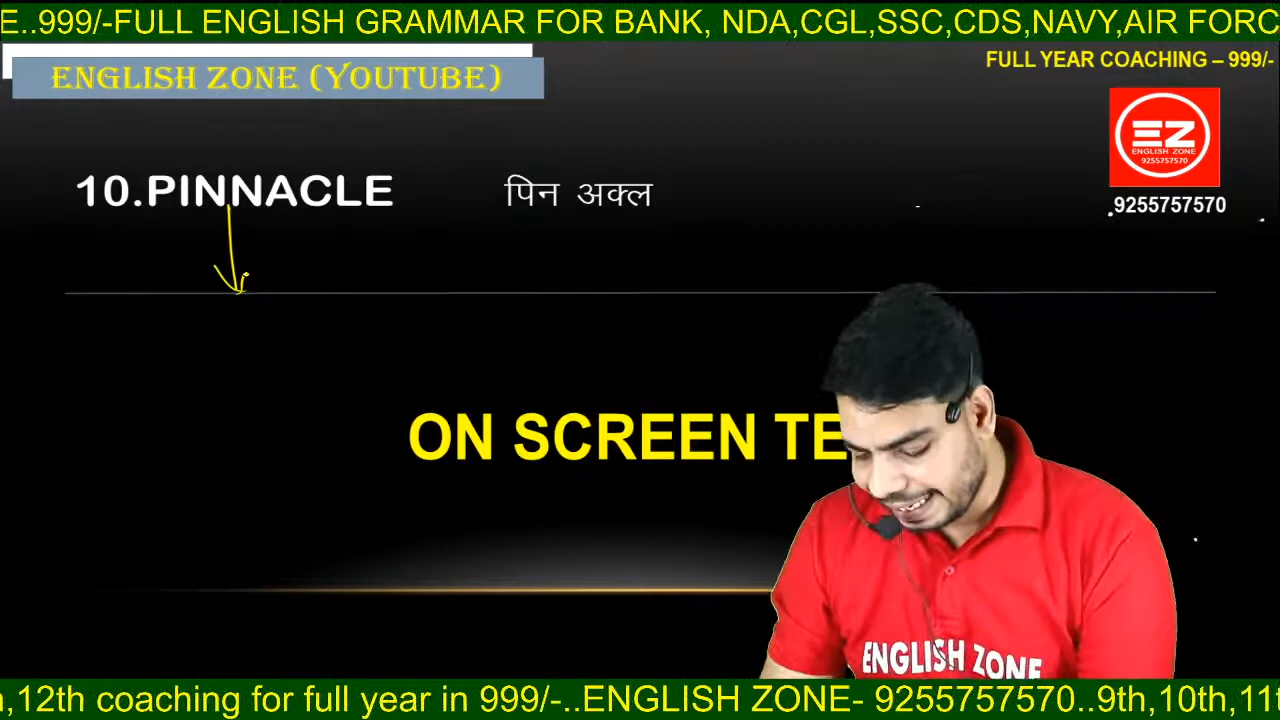 E..999/-FULL ENGLISH GRAMMAR FOR BANK, NDA,CGL,SSC,CDS,NAVY,AIR FORC
FULL YEAR COACHING – 999/-
ENGLISH ZONE (YOUTUBE)
EZ
ENGLISH ZONE
9255757570
10.PINNACLE पिन अक्ल
.9255757570
ON SCREEN TE
ENGLISH ZONE
,12th coaching for full year in 999/-..ENGLISH ZONE- 9255757570..9th,10th,11t